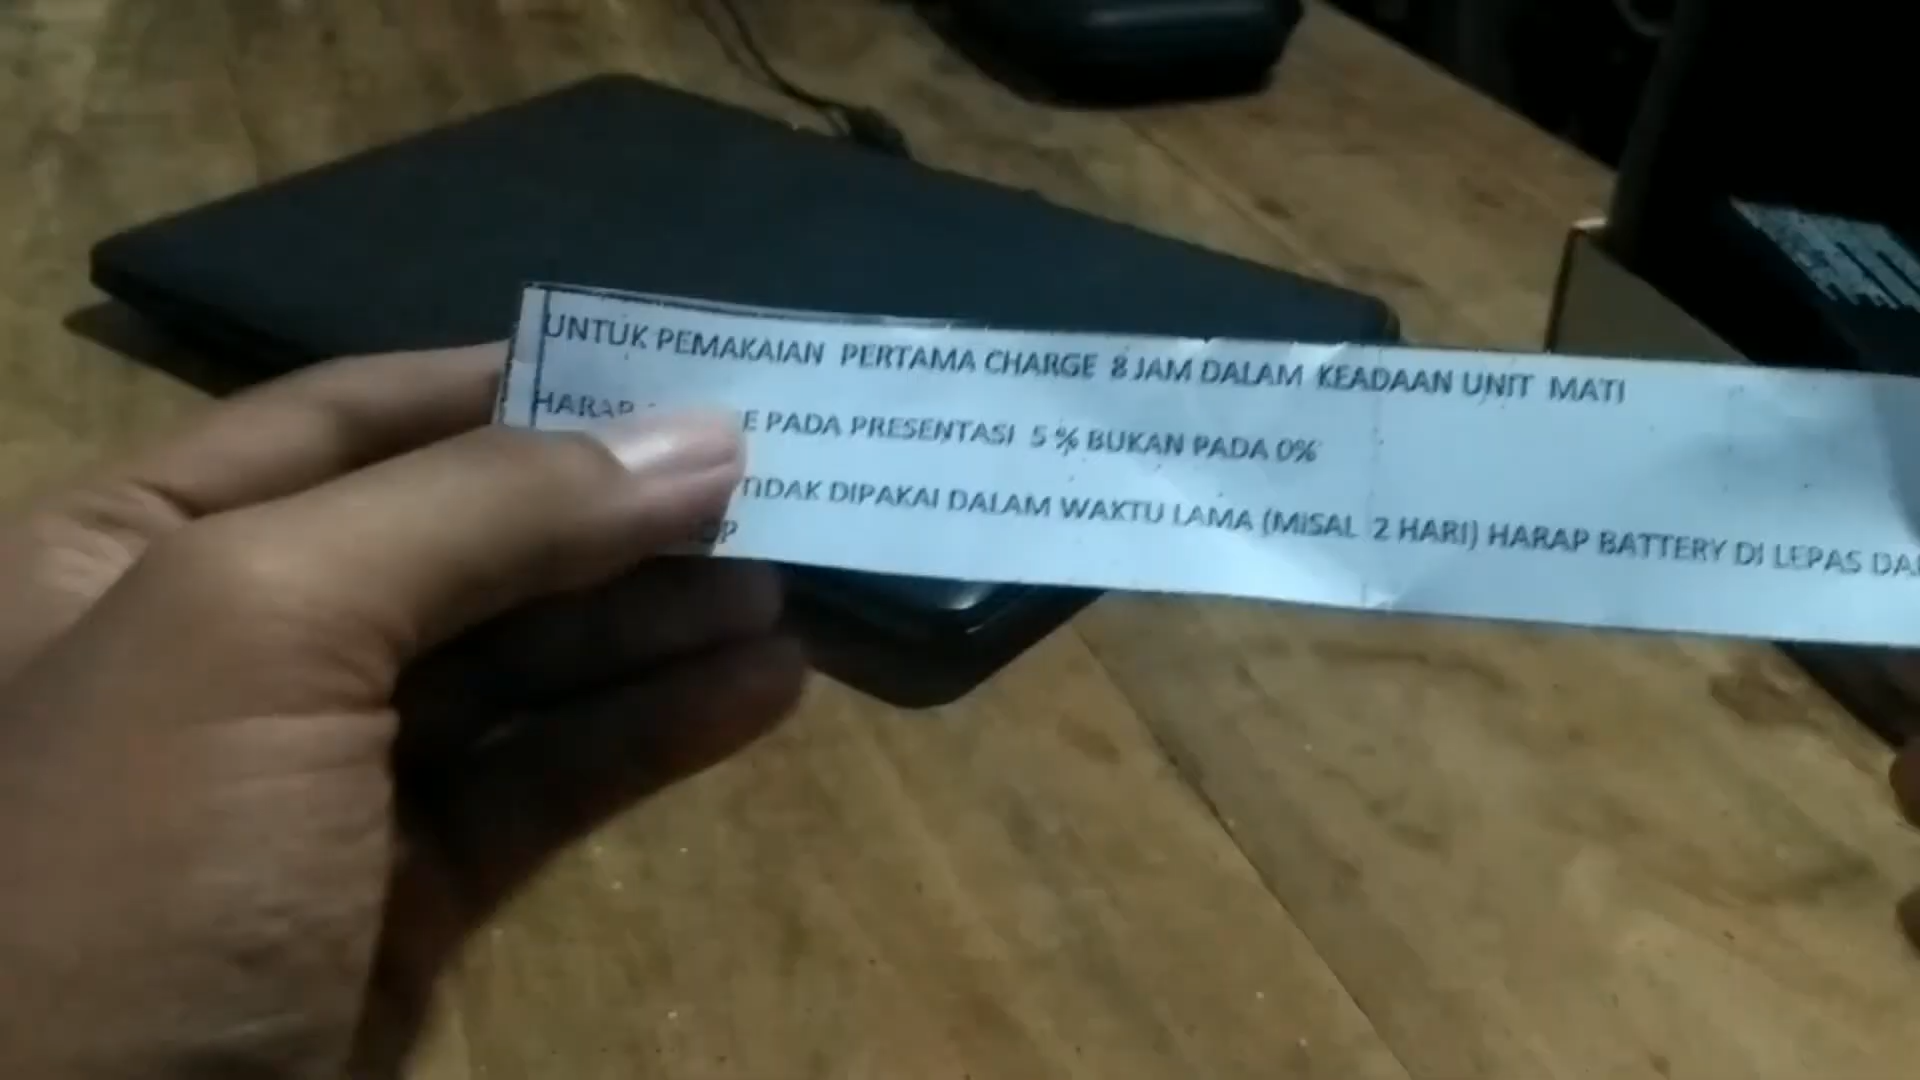 UNTUK PEMAKAIAN PERTAMA CHARGE 8 JAM DALAM KEADAAN UNIT MATI
HARAP PADA PRESENTASI 5 % BUKAN PADA 0%
TIDAK DIPAKAI DALAM WAKTU LAMA (MISAL 2 HARI) HARAP BATTERY DI LEPAS